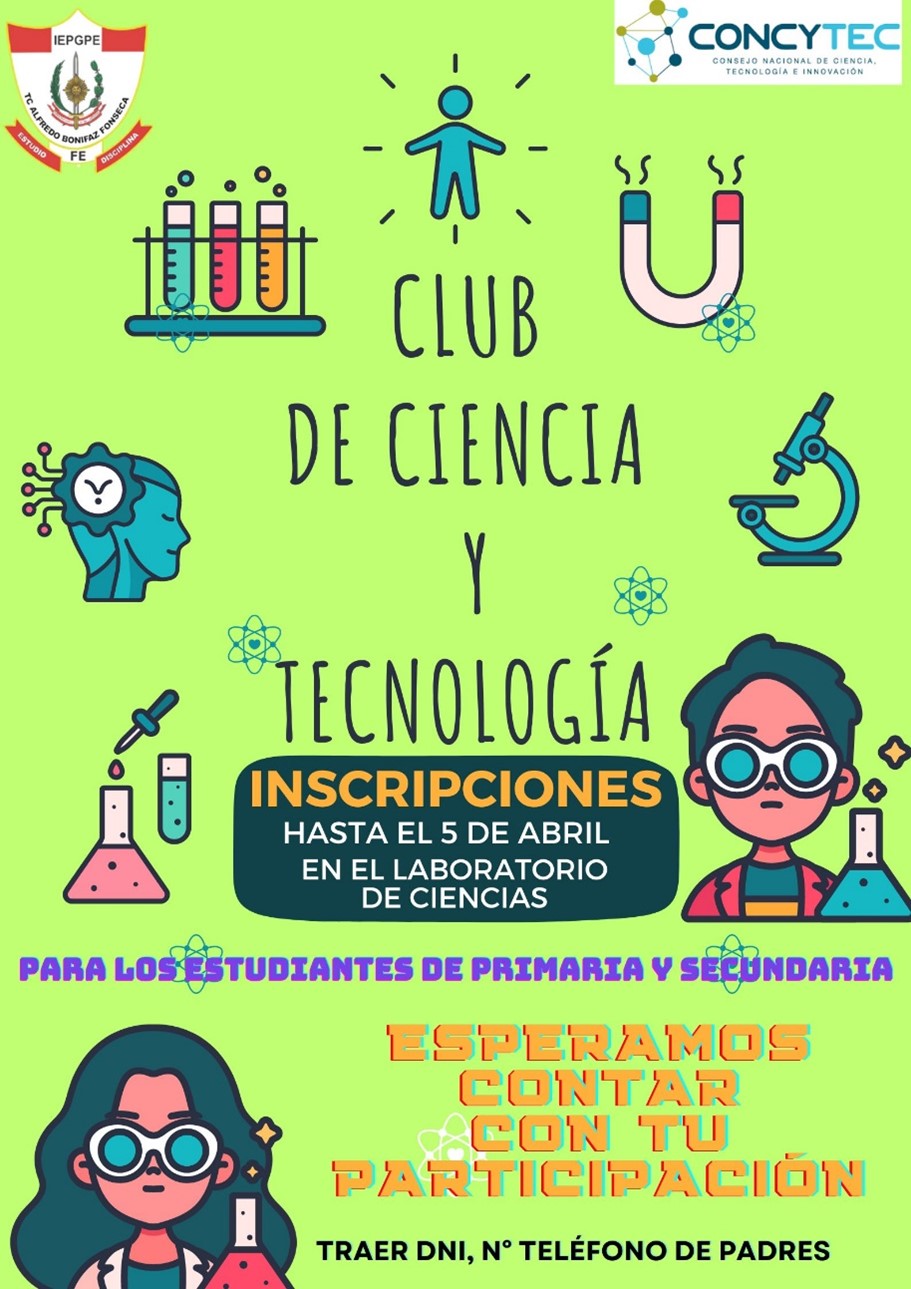 IEPGPE
TC ALFREDO BONIFAZ FONSECA
ESTUDIO
FE
DISCIPLINA
CONCYTEC
CONSEJO NACIONAL DE CIENCIA,
TECNOLOGÍA E INNOVACIÓN
CLUB
DE CIENCIA
Y
TECNOLOGÍA
INSCRIPCIONES
HASTA EL 5 DE ABRIL
EN EL LABORATORIO
DE CIENCIAS
PARA LOS ESTUDIANTES DE PRIMARIA Y SECUNDARIA
ESPERAMOS
CONTAR
CON TU
PARTICIPACIÓN
TRAER DNI, N° TELÉFONO DE PADRES